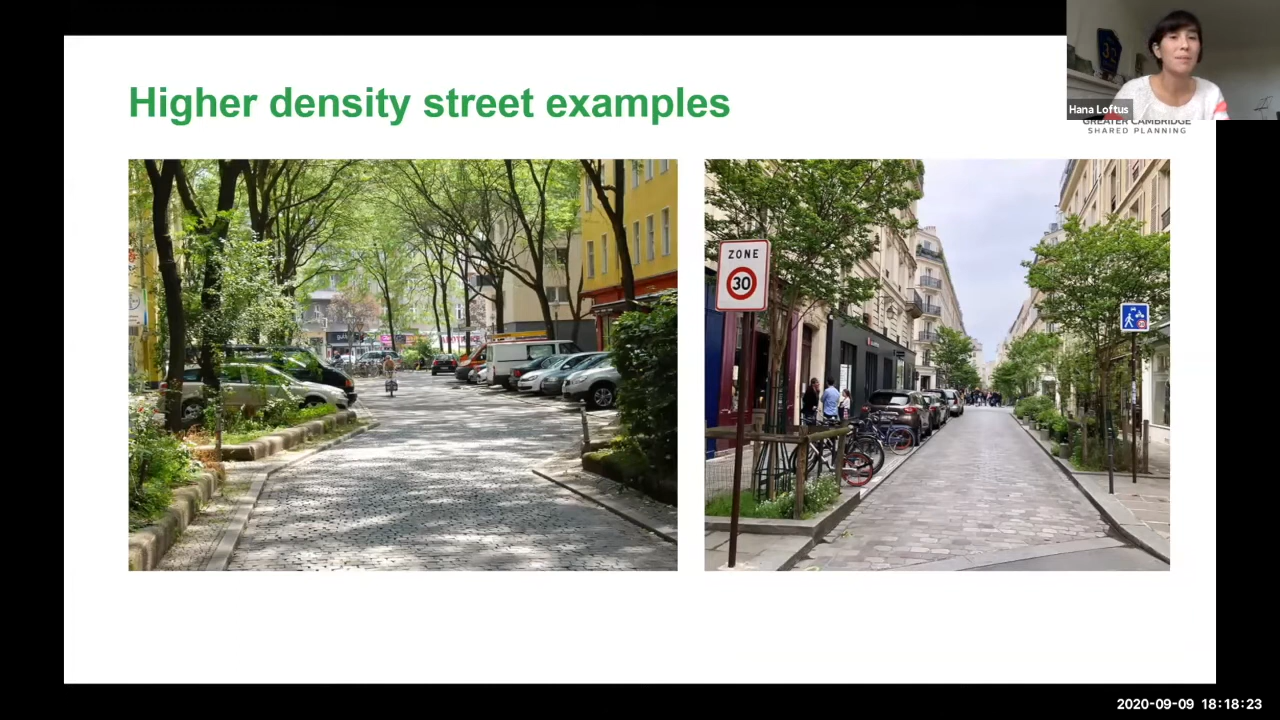 Higher density street examples
Hana Loftus
GREATER CAMBRIDGE
SHARED PLANNING
ZONE
30
2020-09-09 18:18:23